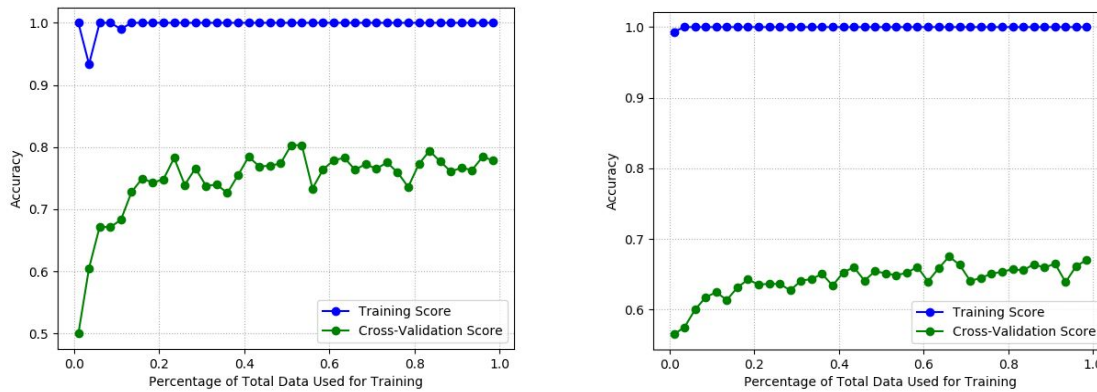 1.0
0.9
0.8
0.7
0.6
0.5
Accuracy
0.0 0.2 0.4 0.6 0.8 1.0
Percentage of Total Data Used for Training
Training Score
Cross-Validation Score
1.0
0.9
0.8
0.7
0.6
Accuracy
0.0 0.2 0.4 0.6 0.8 1.0
Percentage of Total Data Used for Training
Training Score
Cross-Validation Score